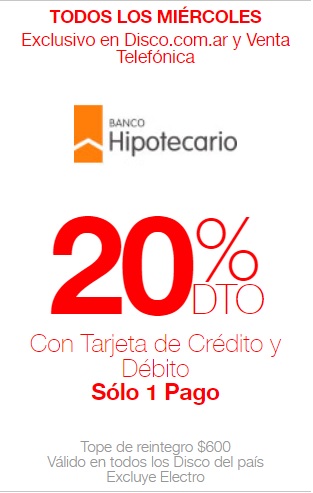 TODOS LOS MIÉRCOLES
Exclusivo en Disco.com.ar y Venta
Telefónica
BANCO
Hipotecario
20%
DTO
Con Tarjeta de Crédito y
Débito
Sólo 1 Pago
Tope de reintegro $600
Válido en todos los Disco del país
Excluye Electro